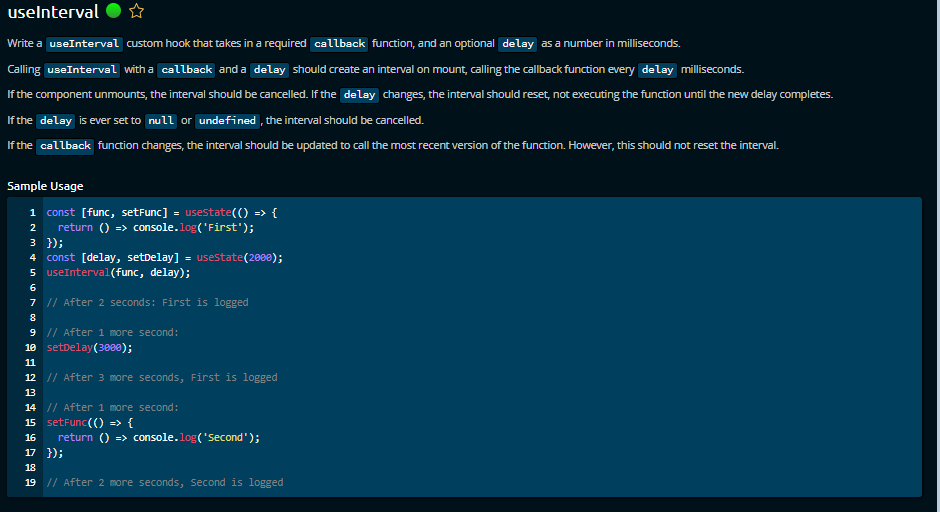 useInterval
Write a useInterval custom hook that takes in a required callback function, and an optional delay as a number in milliseconds.
Calling useInterval with a callback and a delay should create an interval on mount, calling the callback function every delay milliseconds.
If the component unmounts, the interval should be cancelled. If the delay changes, the interval should reset, not executing the function until the new delay completes.
If the delay is ever set to null or undefined, the interval should be cancelled.
If the callback function changes, the interval should be updated to call the most recent version of the function. However, this should not reset the interval.
Sample Usage
1 const [func, setFunc] = useState(() => {
2   return () => console.log('First');
3 });
4 const [delay, setDelay] = useState(2000);
5 useInterval(func, delay);
6
7 // After 2 seconds: First is logged
8
9 // After 1 more second:
10 setDelay(3000);
11
12 // After 3 more seconds, First is logged
13
14 // After 1 more second:
15 setFunc(() => {
16   return () => console.log('Second');
17 });
18
19 // After 2 more seconds, Second is logged